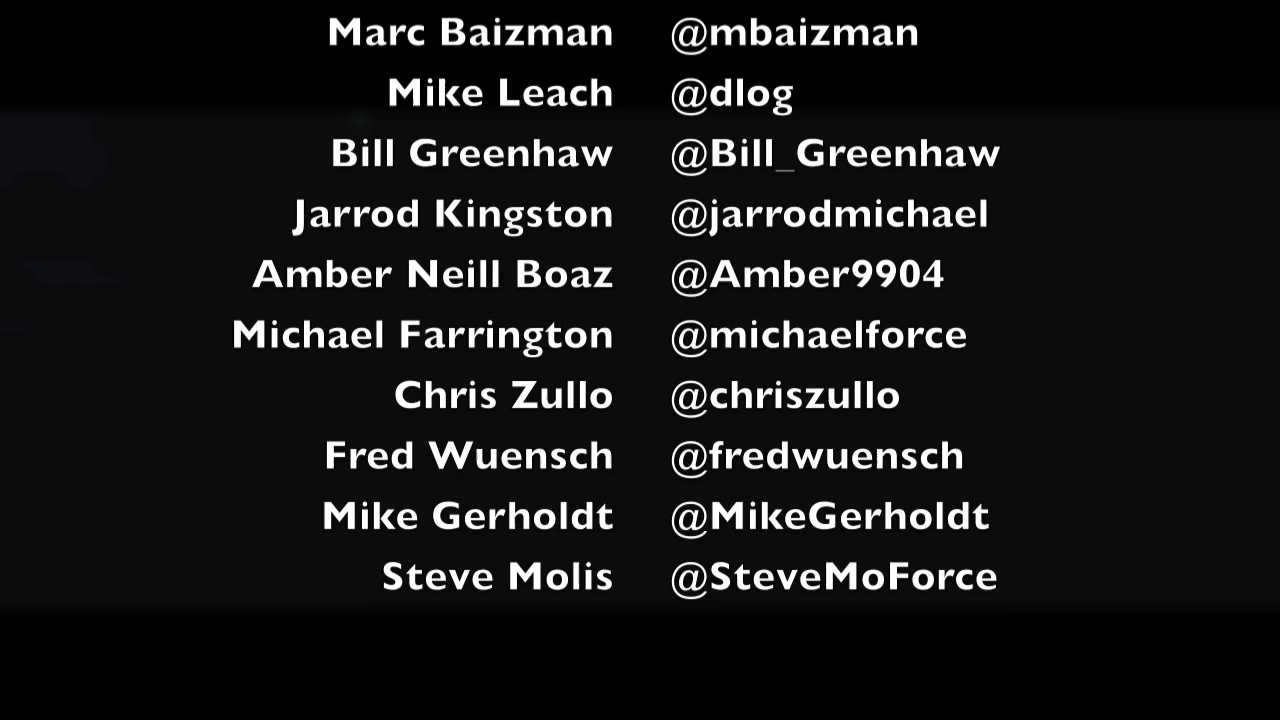 Marc Baizman @mbaizman
Mike Leach @dlog
Bill Greenhaw @Bill_Greenhaw
Jarrod Kingston @jarrodmichael
Amber Neill Boaz @Amber9904
Michael Farrington @michaelforce
Chris Zullo @chriszullo
Fred Wuensch @fredwuensch
Mike Gerholdt @MikeGerholdt
Steve Molis @SteveMoForce